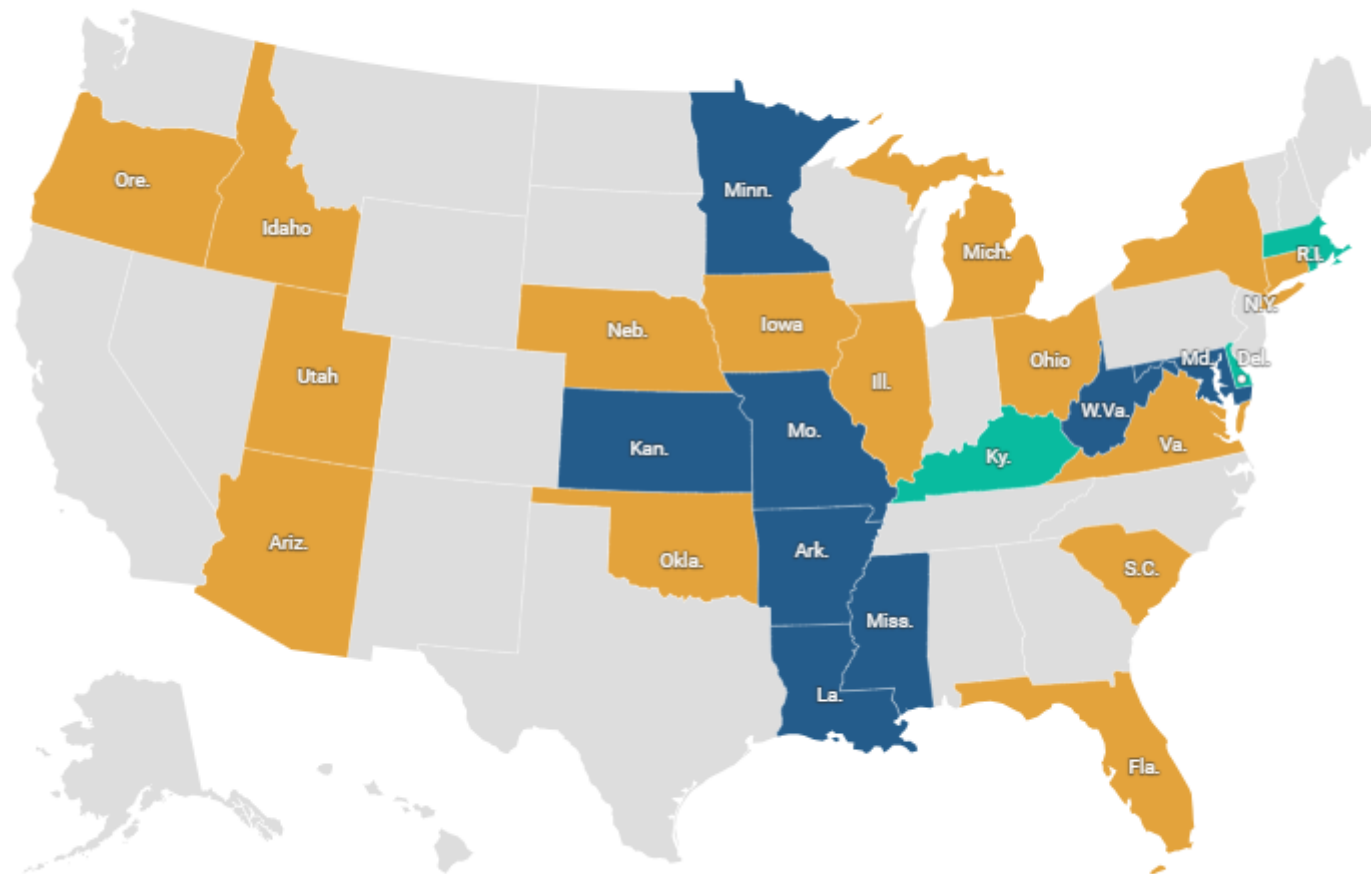 Minn.
Ore.
Idaho
Mich.
R.I.
N.Y.
Neb.
Iowa
Ohio
Md.
Del.
Utah
Ill.
W.Va.
Mo.
Kan.
Ky.
Va.
Ariz.
Ark.
Okla.
S.C.
Miss.
La.
Fla.